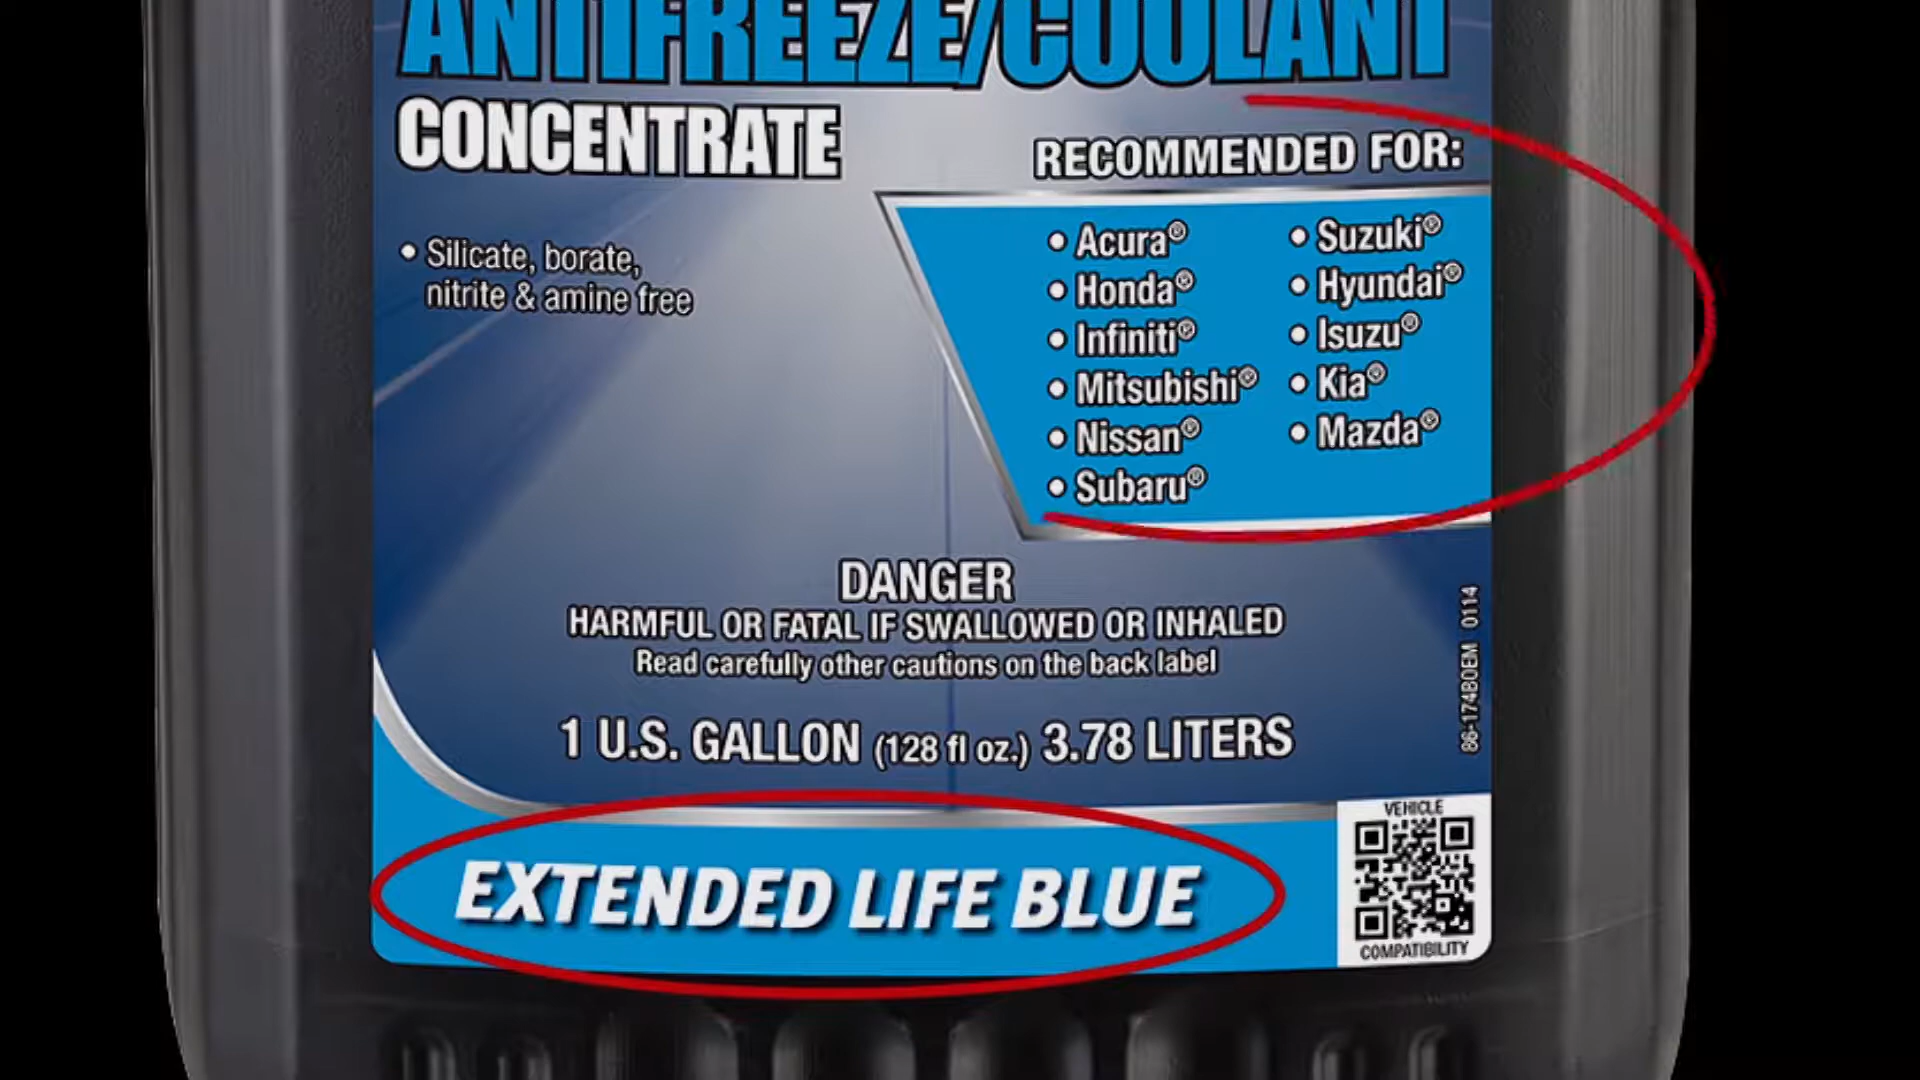 ANTIFREEZE/COOLANT
CONCENTRATE
• Silicate, borate,
nitrite & amine free
RECOMMENDED FOR:
• Acura®
• Honda®
• Infiniti®
• Mitsubishi®
• Nissan®
• Subaru®
• Suzuki®
• Hyundai®
• Isuzu®
• Kia®
• Mazda®
DANGER
HARMFUL OR FATAL IF SWALLOWED OR INHALED
Read carefully other cautions on the back label
1 U.S. GALLON (128 fl oz.) 3.78 LITERS
86-174BOEM 0114
EXTENDED LIFE BLUE
VEHICLE
COMPATIBILITY